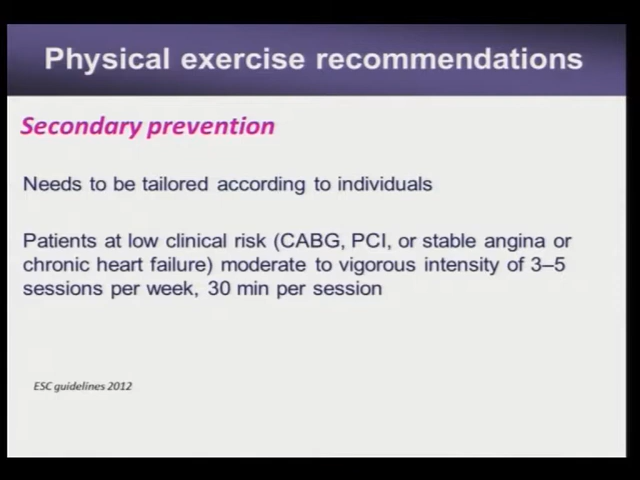 Physical exercise recommendations
Secondary prevention
Needs to be tailored according to individuals
Patients at low clinical risk (CABG, PCI, or stable angina or
chronic heart failure) moderate to vigorous intensity of 3–5
sessions per week, 30 min per session
ESC guidelines 2012